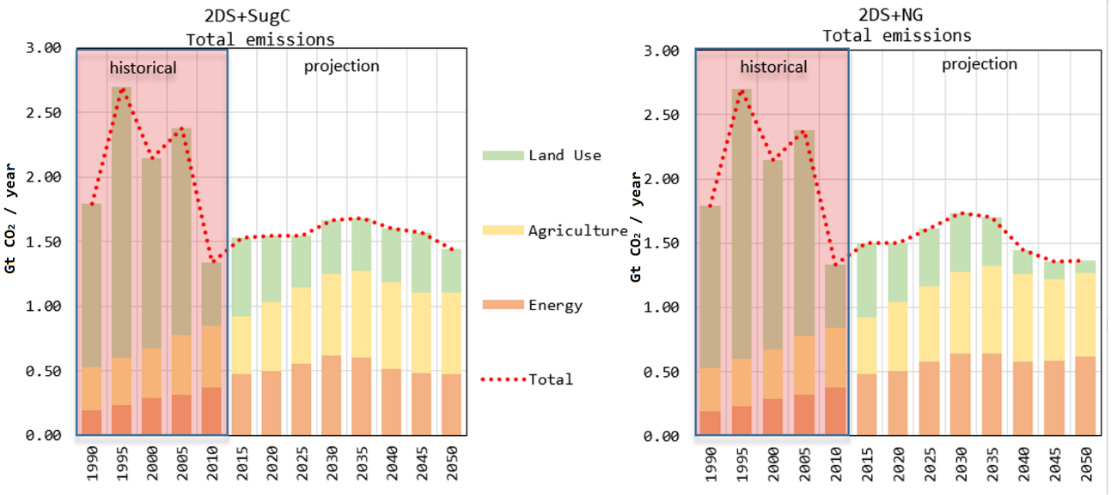 2DS+SugC
Total emissions
historical
projection
3.00
2.50
2.00
1.50
1.00
0.50
0.00
Gt CO₂ / year
1990
1995
2000
2005
2010
2015
2020
2025
2030
2035
2040
2045
2050
Land Use
Agriculture
Energy
Total
2DS+NG
Total emissions
historical
projection
3.00
2.50
2.00
1.50
1.00
0.50
0.00
Gt CO₂ / year
1990
1995
2000
2005
2010
2015
2020
2025
2030
2035
2040
2045
2050